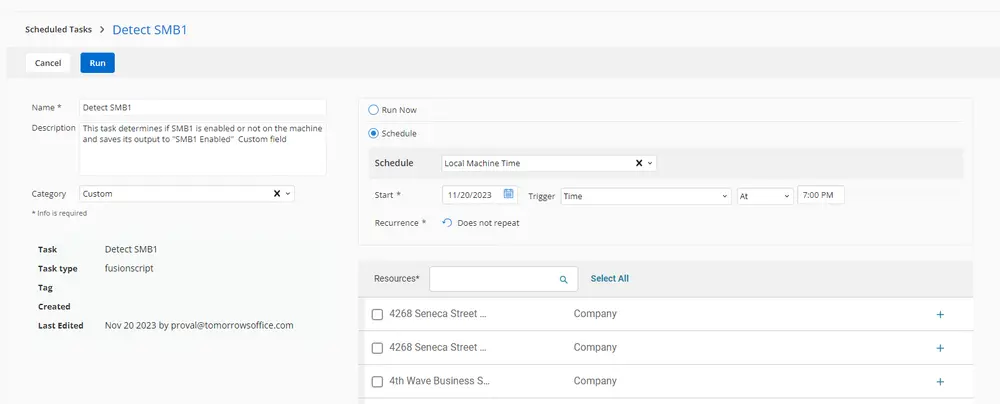 Scheduled Tasks > Detect SMB1
Cancel Run
Name * Detect SMB1
Description This task determines if SMB1 is enabled or not on the machine
and saves its output to "SMB1 Enabled" Custom field
Category Custom
* Info is required
Task Detect SMB1
Task type fusionscript
Tag
Created
Last Edited Nov 20 2023 by proval@tomorrowsoffice.com
Run Now
Schedule
Schedule Local Machine Time
Start * 11/20/2023 Trigger Time At 7:00 PM
Recurrence * Does not repeat
Resources* Select All
4268 Seneca Street ... Company
4268 Seneca Street ... Company
4th Wave Business S... Company